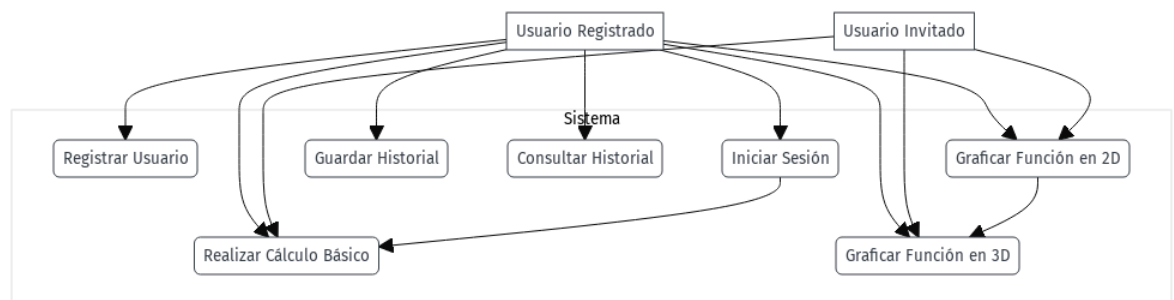 Usuario Registrado
Usuario Invitado
Sistema
Registrar Usuario
Guardar Historial
Consultar Historial
Iniciar Sesión
Graficar Función en 2D
Realizar Cálculo Básico
Graficar Función en 3D